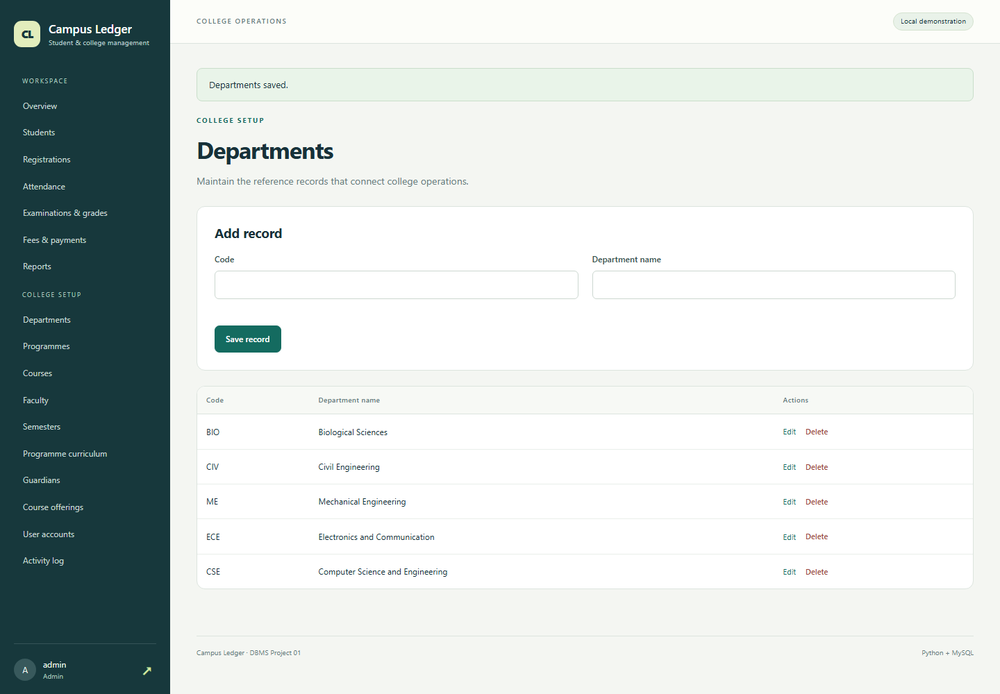 CL
Campus Ledger
Student & college management
WORKSPACE
Overview
Students
Registrations
Attendance
Examinations & grades
Fees & payments
Reports
COLLEGE SETUP
Departments
Programmes
Courses
Faculty
Semesters
Programme curriculum
Guardians
Course offerings
User accounts
Activity log
A
admin
Admin
COLLEGE OPERATIONS
Local demonstration
Departments saved.
COLLEGE SETUP
Departments
Maintain the reference records that connect college operations.
Add record
Code Department name
Save record
Code Department name Actions
BIO Biological Sciences Edit Delete
CIV Civil Engineering Edit Delete
ME Mechanical Engineering Edit Delete
ECE Electronics and Communication Edit Delete
CSE Computer Science and Engineering Edit Delete
Campus Ledger · DBMS Project 01 Python + MySQL